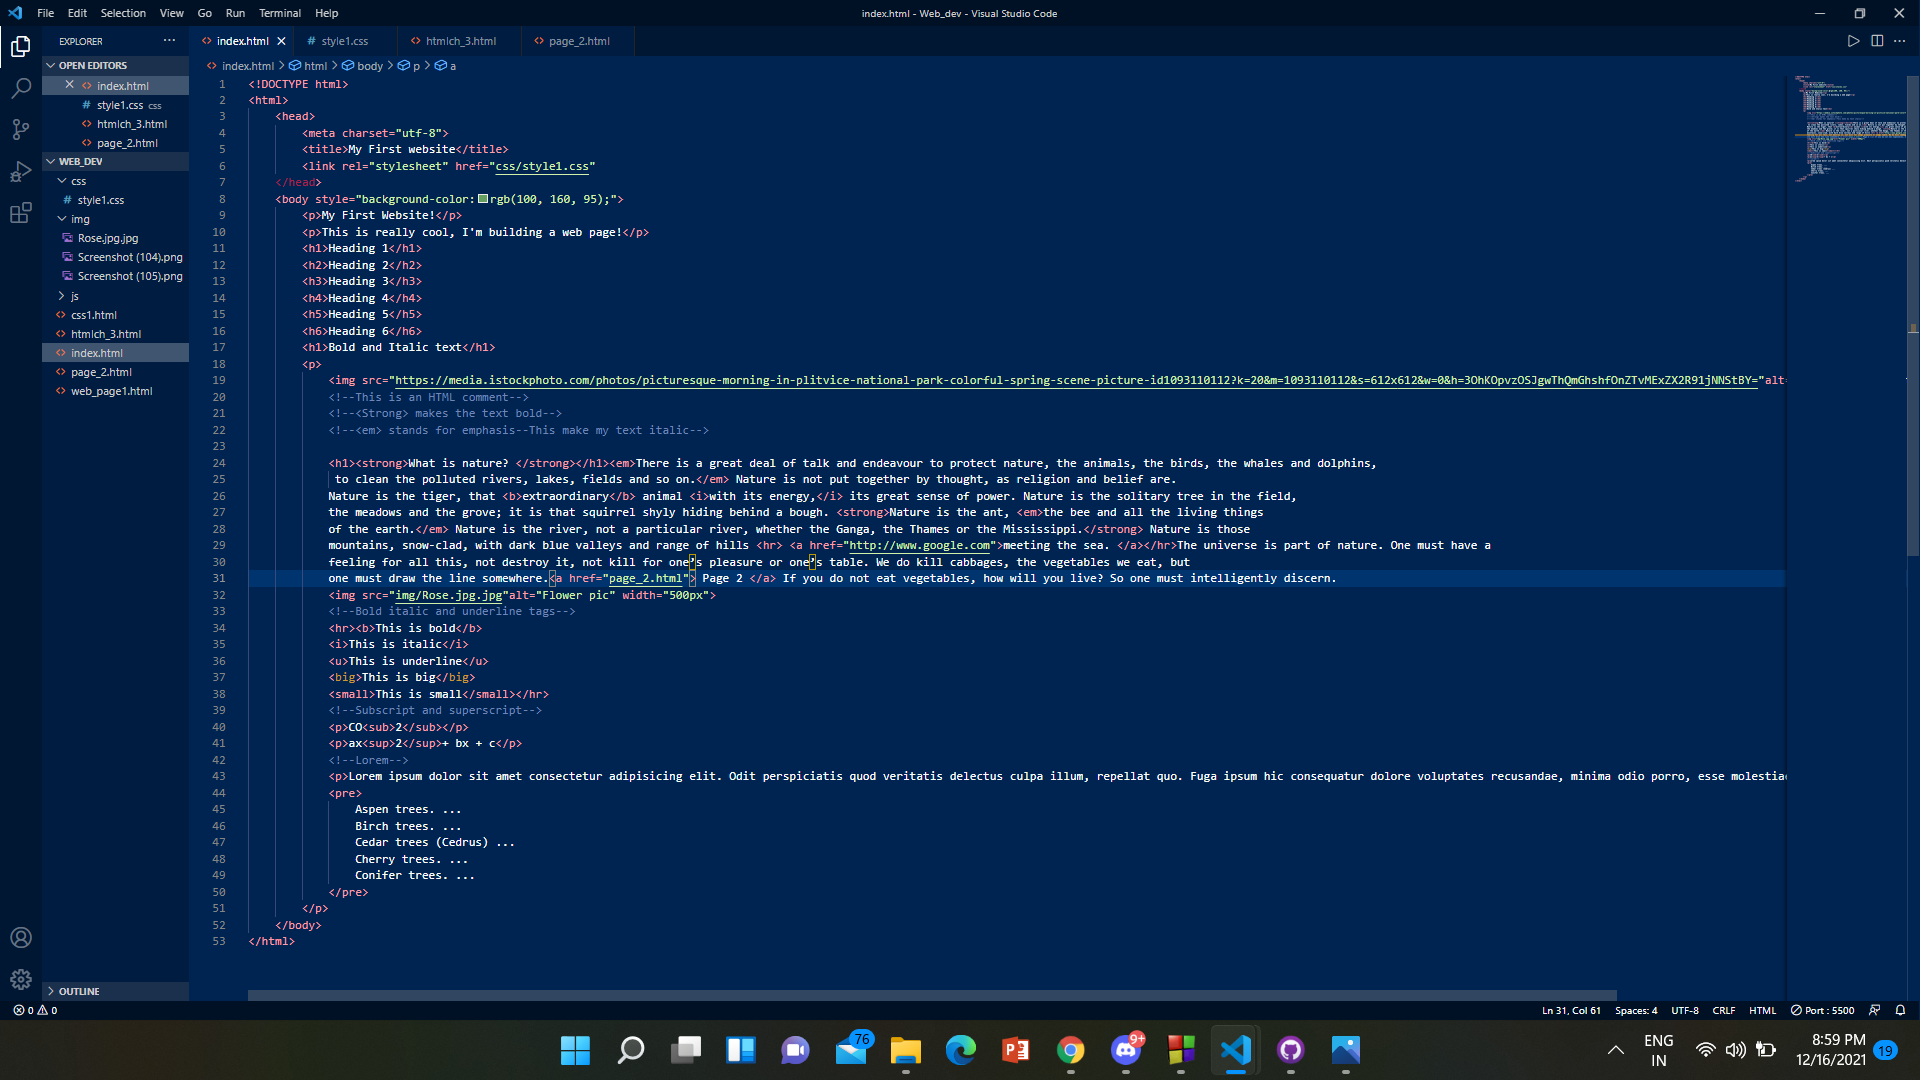 File Edit Selection View Go Run Terminal Help
index.html - Web_dev - Visual Studio Code
EXPLORER ...
OPEN EDITORS
index.html
style1.css css
htmlch_3.html
page_2.html
WEB_DEV
css
style1.css
img
Rose.jpg.jpg
Screenshot (104).png
Screenshot (105).png
js
css1.html
htmlch_3.html
index.html
page_2.html
web_page1.html
OUTLINE
index.html style1.css htmlch_3.html page_2.html
index.html > html > body > p > a
1 <!DOCTYPE html>
2 <html>
3 <head>
4 <meta charset="utf-8">
5 <title>My First website</title>
6 <link rel="stylesheet" href="css/style1.css"
7 </head>
8 <body style="background-color:rgb(100, 160, 95);">
9 <p>My First Website!</p>
10 <p>This is really cool, I'm building a web page!</p>
11 <h1>Heading 1</h1>
12 <h2>Heading 2</h2>
13 <h3>Heading 3</h3>
14 <h4>Heading 4</h4>
15 <h5>Heading 5</h5>
16 <h6>Heading 6</h6>
17 <h1>Bold and Italic text</h1>
18 <p>
19 <img src="https://media.istockphoto.com/photos/picturesque-morning-in-plitvice-national-park-colorful-spring-scene-picture-id1093110112?k=20&m=1093110112&s=612x612&w=0&h=3OhKOpvzOSJgwThQmGhshfOnZTvMExZX2R91jNNStBY="alt=
20 <!--This is an HTML comment-->
21 <!--<Strong> makes the text bold-->
22 <!--<em> stands for emphasis--This make my text italic-->
23
24 <h1><strong>What is nature? </strong></h1><em>There is a great deal of talk and endeavour to protect nature, the animals, the birds, the whales and dolphins,
25 to clean the polluted rivers, lakes, fields and so on.</em> Nature is not put together by thought, as religion and belief are.
26 Nature is the tiger, that <b>extraordinary</b> animal <i>with its energy,</i> its great sense of power. Nature is the solitary tree in the field,
27 the meadows and the grove; it is that squirrel shyly hiding behind a bough. <strong>Nature is the ant, <em>the bee and all the living things
28 of the earth.</em> Nature is the river, not a particular river, whether the Ganga, the Thames or the Mississippi.</strong> Nature is those
29 mountains, snow-clad, with dark blue valleys and range of hills <hr> <a href="http://www.google.com">meeting the sea. </a></hr>The universe is part of nature. One must have a
30 feeling for all this, not destroy it, not kill for one’s pleasure or one’s table. We do kill cabbages, the vegetables we eat, but
31 one must draw the line somewhere.<a href="page_2.html"> Page 2 </a> If you do not eat vegetables, how will you live? So one must intelligently discern.
32 <img src="img/Rose.jpg.jpg"alt="Flower pic" width="500px">
33 <!--Bold italic and underline tags-->
34 <hr><b>This is bold</b>
35 <i>This is italic</i>
36 <u>This is underline</u>
37 <big>This is big</big>
38 <small>This is small</small></hr>
39 <!--Subscript and superscript-->
40 <p>CO<sub>2</sub></p>
41 <p>ax<sup>2</sup>+ bx + c</p>
42 <!--Lorem-->
43 <p>Lorem ipsum dolor sit amet consectetur adipisicing elit. Odit perspiciatis quod veritatis delectus culpa illum, repellat quo. Fuga ipsum hic consequatur dolore voluptates recusandae, minima odio porro, esse molestiae
44 <pre>
45 Aspen trees. ...
46 Birch trees. ...
47 Cedar trees (Cedrus) ...
48 Cherry trees. ...
49 Conifer trees. ...
50 </pre>
51 </p>
52 </body>
53 </html>
0 0
Ln 31, Col 61 Spaces: 4 UTF-8 CRLF HTML Port : 5500
76
9+
ENG
IN
8:59 PM
12/16/2021
19